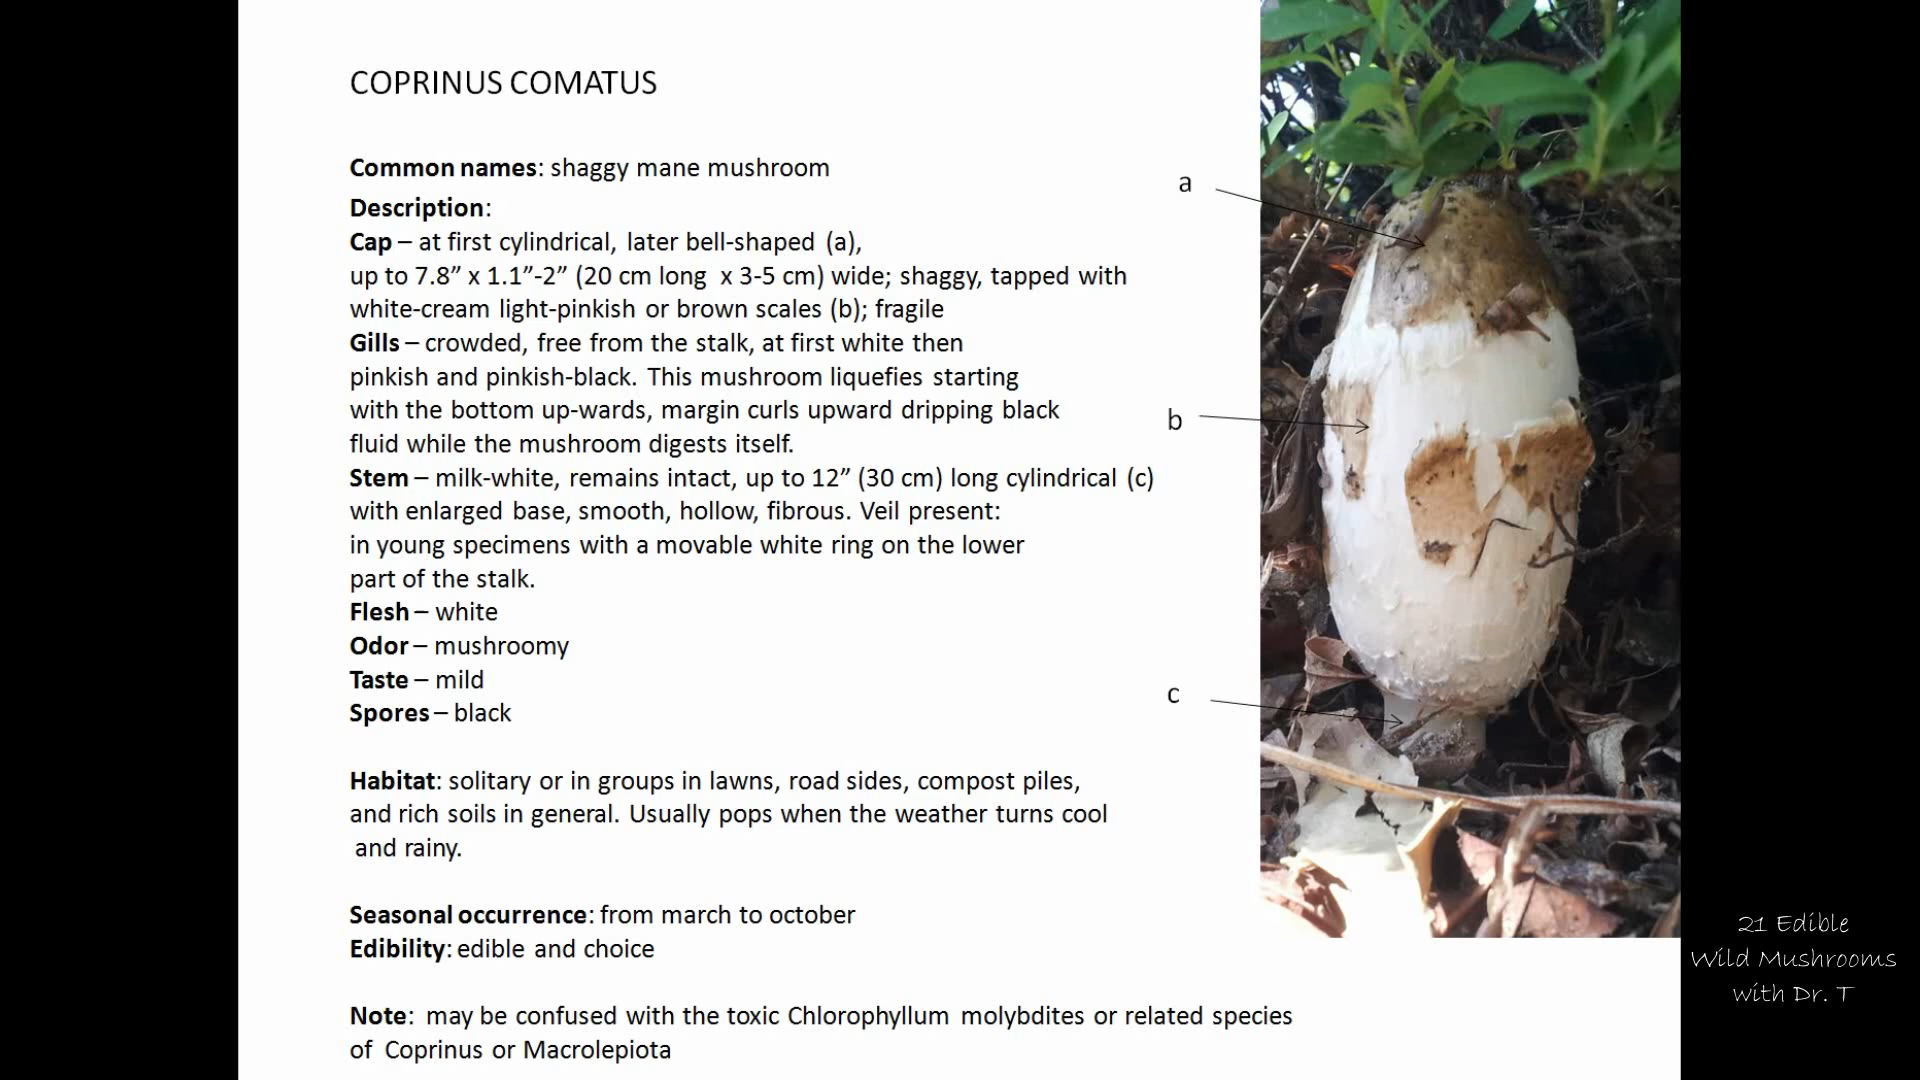 COPRINUS COMATUS
Common names: shaggy mane mushroom
Description:
Cap – at first cylindrical, later bell-shaped (a),
up to 7.8” x 1.1”-2” (20 cm long x 3-5 cm) wide; shaggy, tapped with
white-cream light-pinkish or brown scales (b); fragile
Gills – crowded, free from the stalk, at first white then
pinkish and pinkish-black. This mushroom liquefies starting
with the bottom up-wards, margin curls upward dripping black
fluid while the mushroom digests itself.
Stem – milk-white, remains intact, up to 12” (30 cm) long cylindrical (c)
with enlarged base, smooth, hollow, fibrous. Veil present:
in young specimens with a movable white ring on the lower
part of the stalk.
Flesh – white
Odor – mushroomy
Taste – mild
Spores – black
Habitat: solitary or in groups in lawns, road sides, compost piles,
and rich soils in general. Usually pops when the weather turns cool
and rainy.
Seasonal occurrence: from march to october
Edibility: edible and choice
Note: may be confused with the toxic Chlorophyllum molybdites or related species
of Coprinus or Macrolepiota
a
b
c
21 Edible
Wild Mushrooms
with Dr. T